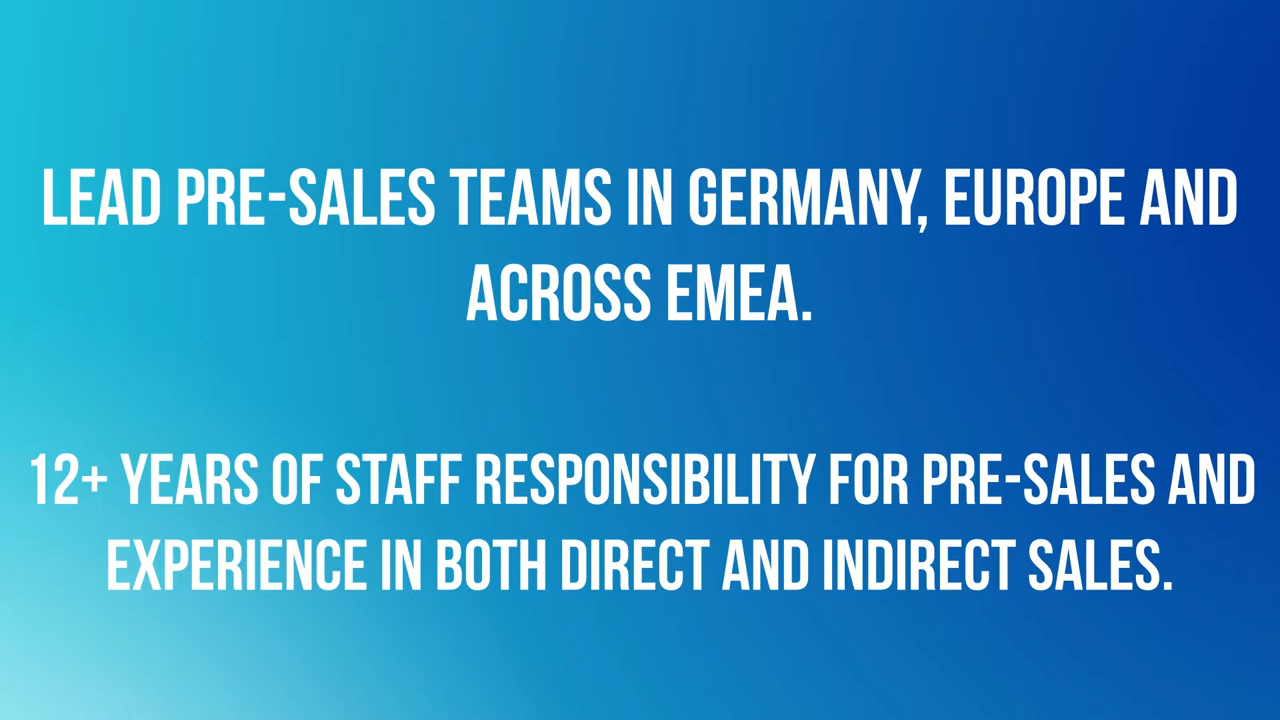 LEAD PRE-SALES TEAMS IN GERMANY, EUROPE AND
ACROSS EMEA.
12+ YEARS OF STAFF RESPONSIBILITY FOR PRE-SALES AND
EXPERIENCE IN BOTH DIRECT AND INDIRECT SALES.